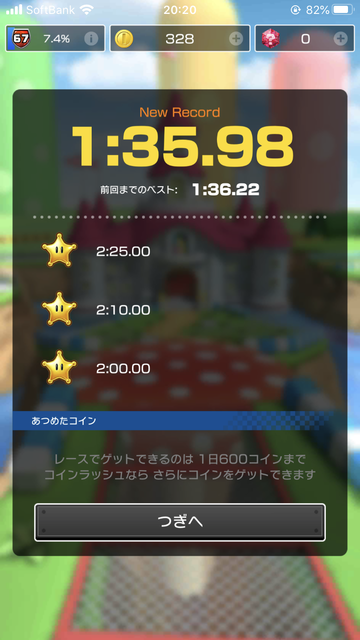 SoftBank 20:20 82%
67 7.4% i 328 + 0 +
New Record
1:35.98
前回までのベスト: 1:36.22
2:25.00
2:10.00
2:00.00
あつめたコイン
レースでゲットできるのは 1日600コインまで
コインラッシュなら さらにコインをゲットできます
つぎへ